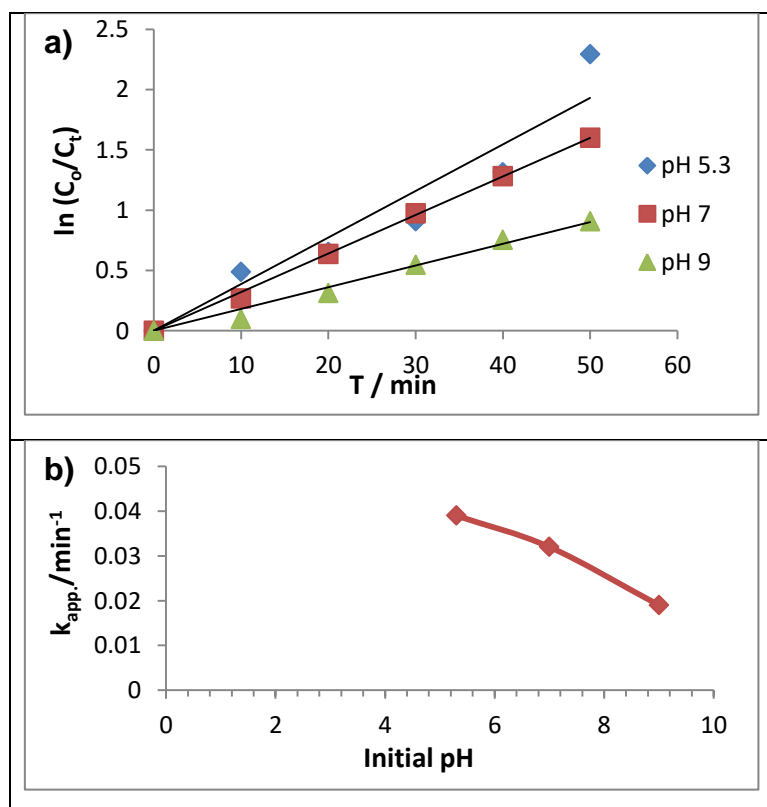 a)
ln (Co/Ct)
2.5
2
1.5
1
0.5
0
0 10 20 30 40 50 60
T / min
pH 5.3
pH 7
pH 9
b)
kapp./min-1
0.05
0.04
0.03
0.02
0.01
0
0 2 4 6 8 10
Initial pH